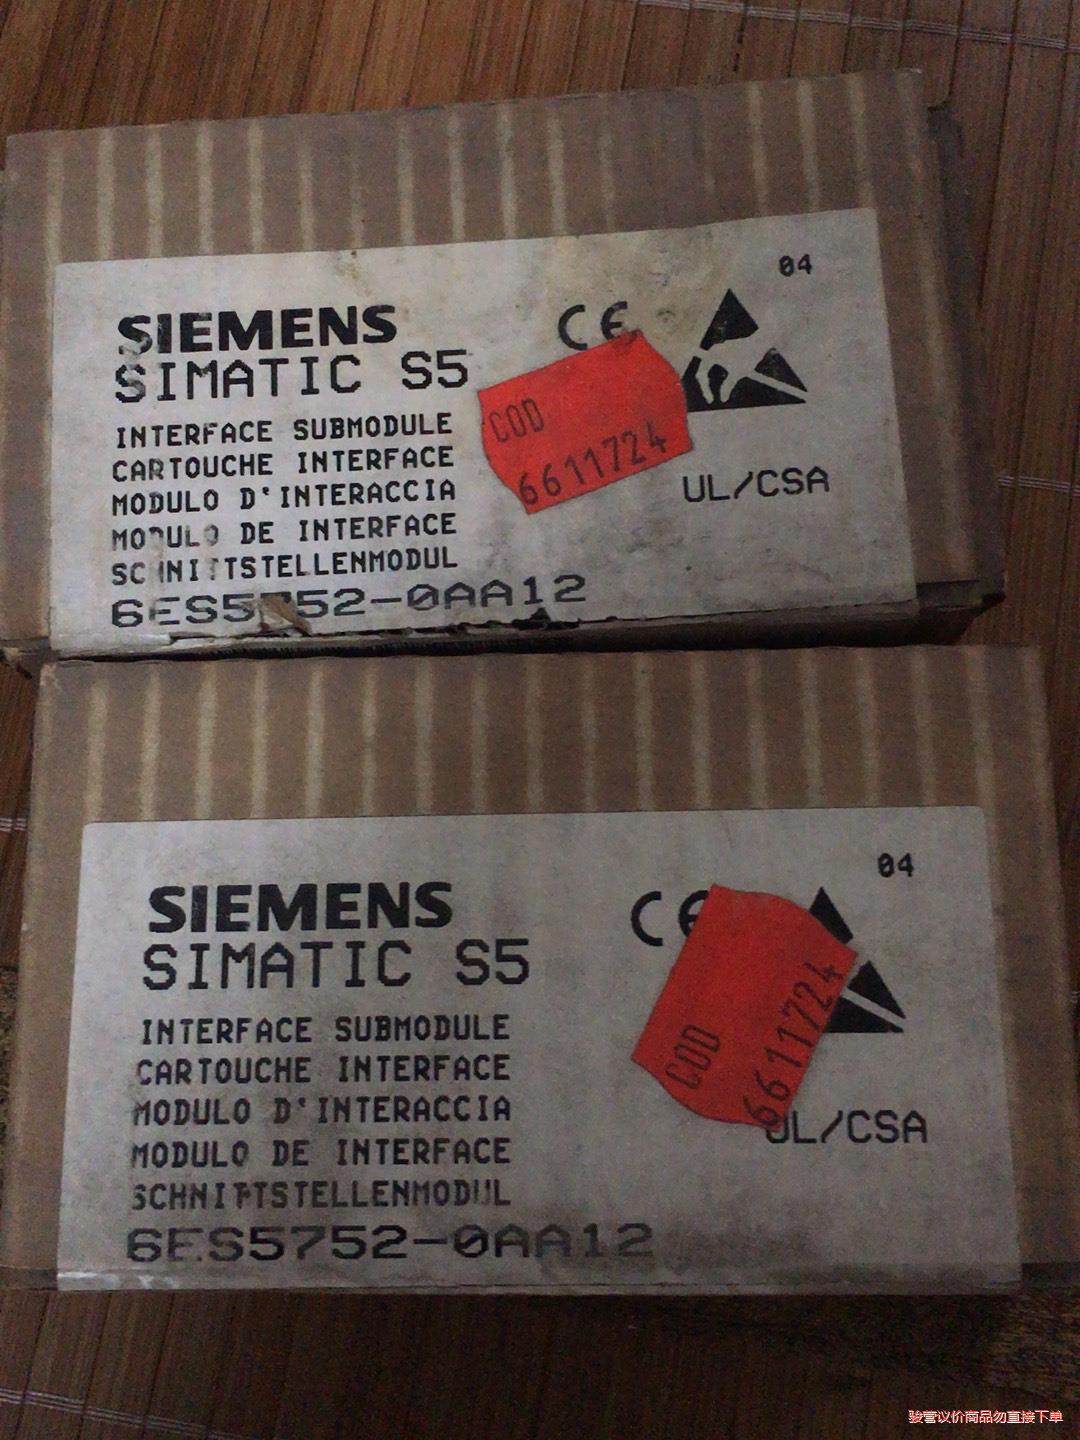 04
SIEMENS
CE
SIMATIC S5
COD
6611724
INTERFACE SUBMODULE
CARTOUCHE INTERFACE
MODULO D'INTERACCIA
MODULO DE INTERFACE
SCHNITTSTELLENMODUL
UL/CSA
6ES5752-0AA12
04
SIEMENS
CE
SIMATIC S5
COD
6611724
INTERFACE SUBMODULE
CARTOUCHE INTERFACE
MODULO D'INTERACCIA
MODULO DE INTERFACE
SCHNITTSTELLENMODUL
UL/CSA
6ES5752-0AA12
骏营议价商品勿直接下单